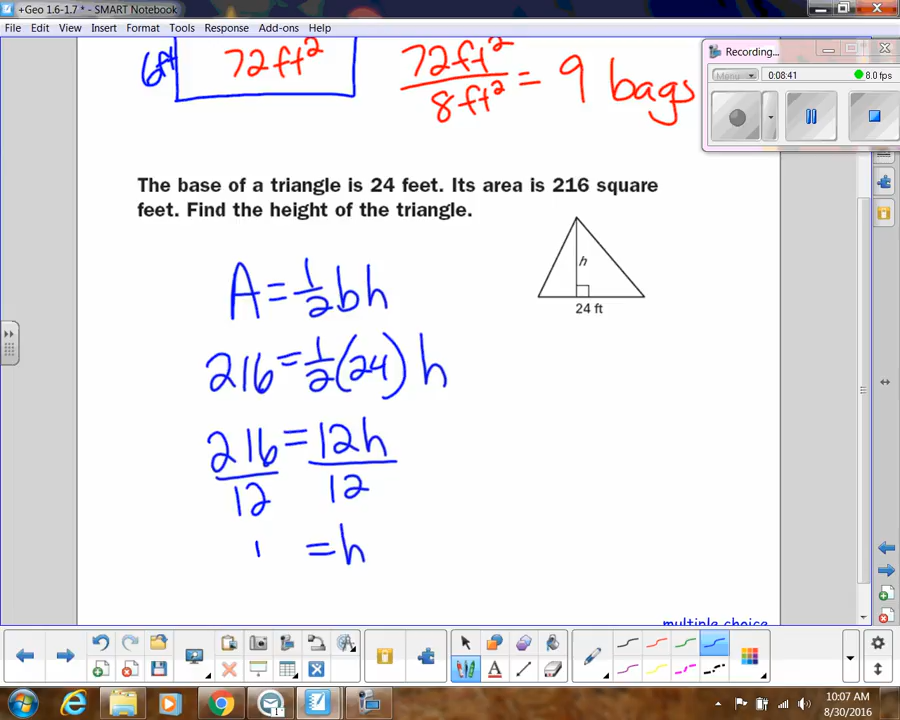 +Geo 1.6-1.7 * - SMART Notebook
File Edit View Insert Format Tools Response Add-ons Help
Recording...
Menu 0:08:41 8.0 fps
6ft 72ft² 72ft² / 8ft² = 9 bags
The base of a triangle is 24 feet. Its area is 216 square
feet. Find the height of the triangle.
h
24 ft
A = 1/2 bh
216 = 1/2 (24) h
216 = 12h
12 12
= h
10:07 AM
8/30/2016